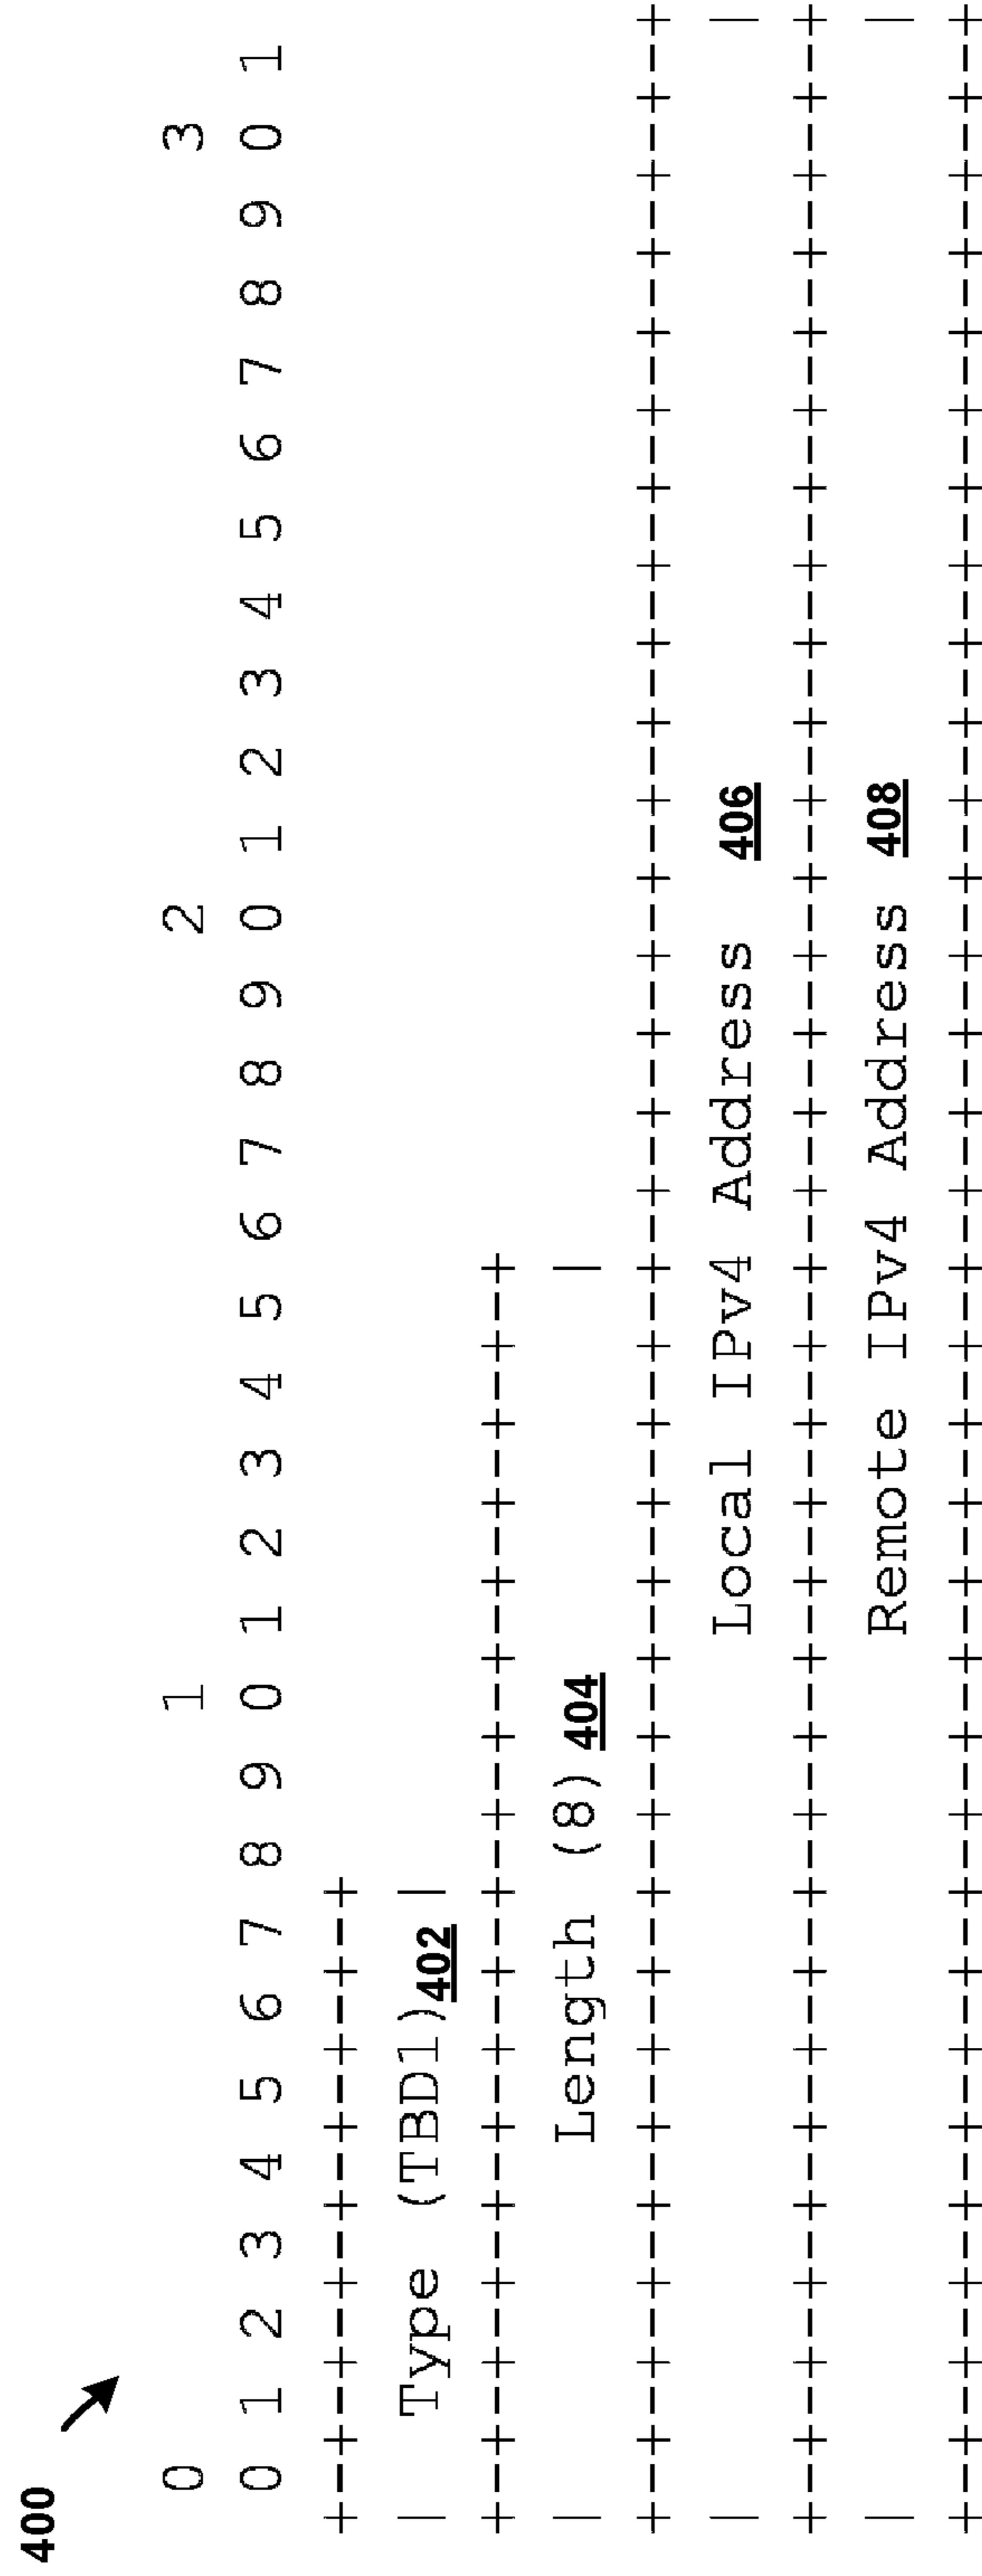 400
 0                   1                   2                   3
 0 1 2 3 4 5 6 7 8 9 0 1 2 3 4 5 6 7 8 9 0 1 2 3 4 5 6 7 8 9 0 1
+-+-+-+-+-+-+-+-+
| Type (TBD1)402|
+-+-+-+-+-+-+-+-+-+-+-+-+-+-+-+-+
|         Length (8) 404        |
+-+-+-+-+-+-+-+-+-+-+-+-+-+-+-+-+-+-+-+-+-+-+-+-+-+-+-+-+-+-+-+-+
|                      Local IPv4 Address 406                   |
+-+-+-+-+-+-+-+-+-+-+-+-+-+-+-+-+-+-+-+-+-+-+-+-+-+-+-+-+-+-+-+-+
|                      Remote IPv4 Address 408                  |
+-+-+-+-+-+-+-+-+-+-+-+-+-+-+-+-+-+-+-+-+-+-+-+-+-+-+-+-+-+-+-+-+